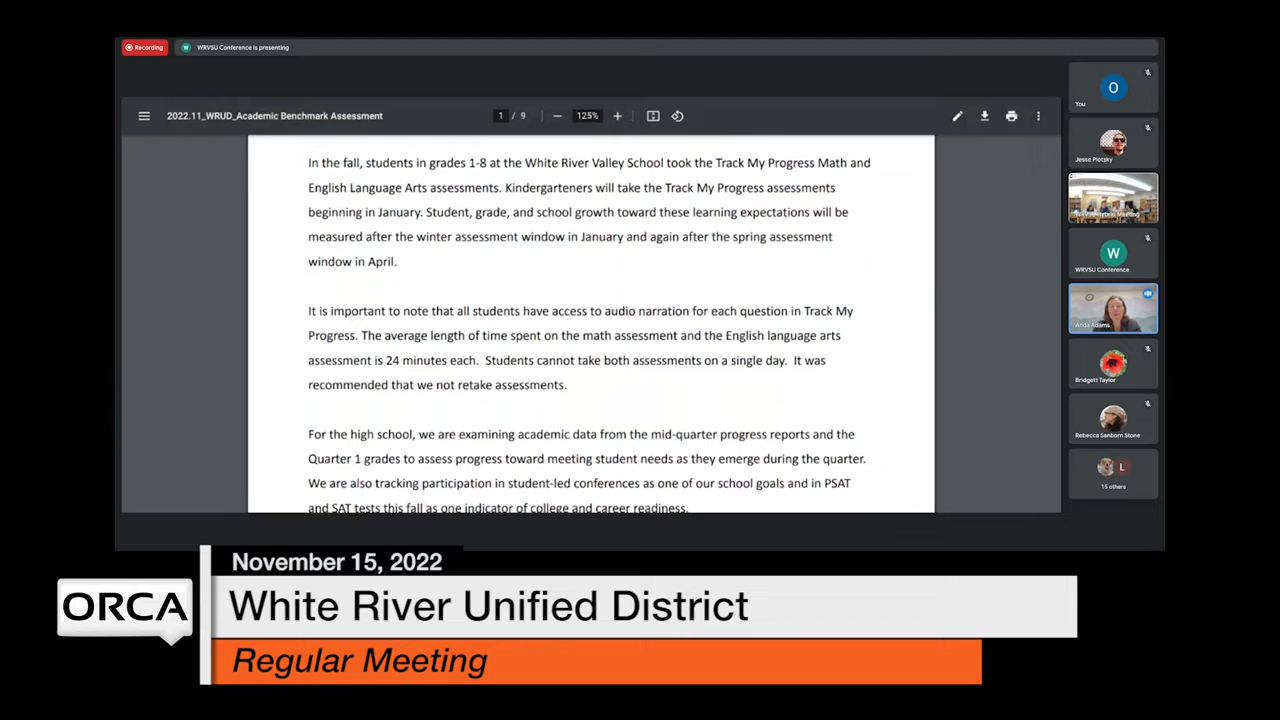 Recording
WRVSU Conference is presenting
2022.11_WRUD_Academic Benchmark Assessment
1 / 9
125%
In the fall, students in grades 1-8 at the White River Valley School took the Track My Progress Math and
English Language Arts assessments. Kindergarteners will take the Track My Progress assessments
beginning in January. Student, grade, and school growth toward these learning expectations will be
measured after the winter assessment window in January and again after the spring assessment
window in April.
It is important to note that all students have access to audio narration for each question in Track My
Progress. The average length of time spent on the math assessment and the English language arts
assessment is 24 minutes each. Students cannot take both assessments on a single day. It was
recommended that we not retake assessments.
For the high school, we are examining academic data from the mid-quarter progress reports and the
Quarter 1 grades to assess progress toward meeting student needs as they emerge during the quarter.
We are also tracking participation in student-led conferences as one of our school goals and in PSAT
and SAT tests this fall as one indicator of college and career readiness.
O
You
Jesse Plotsky
Meeting
W
WRVSU Conference
Anda Adams
Bridgett Taylor
Rebecca Sanborn Stone
L
15 others
November 15, 2022
ORCA
White River Unified District
Regular Meeting